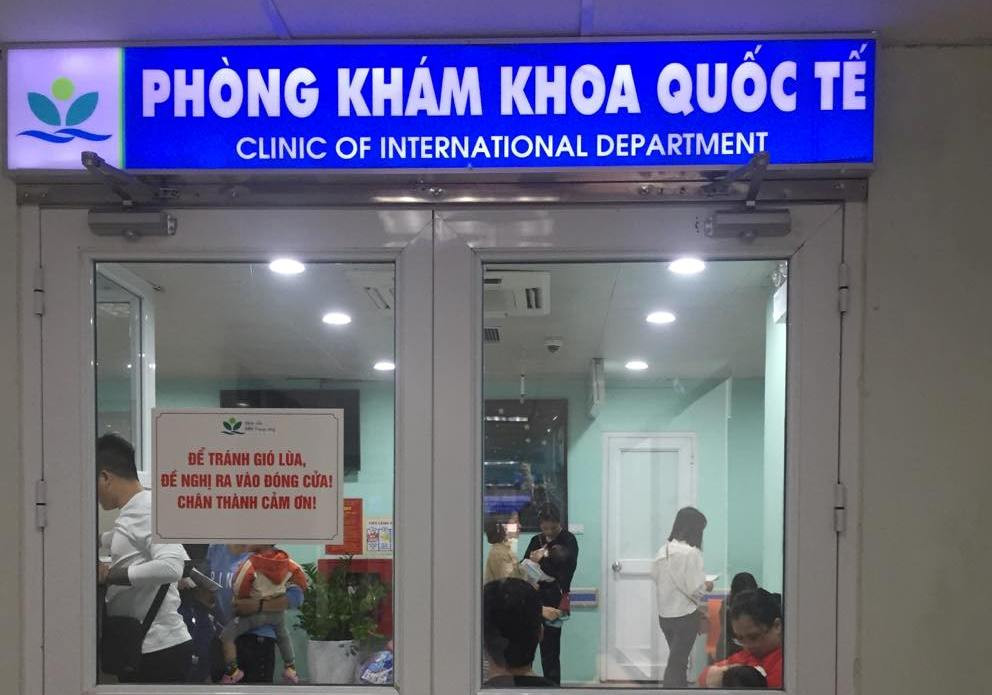 PHÒNG KHÁM KHOA QUỐC TẾ
CLINIC OF INTERNATIONAL DEPARTMENT
ĐỂ TRÁNH GIÓ LÙA,
ĐỀ NGHỊ RA VÀO ĐÓNG CỬA!
CHÂN THÀNH CẢM ƠN!